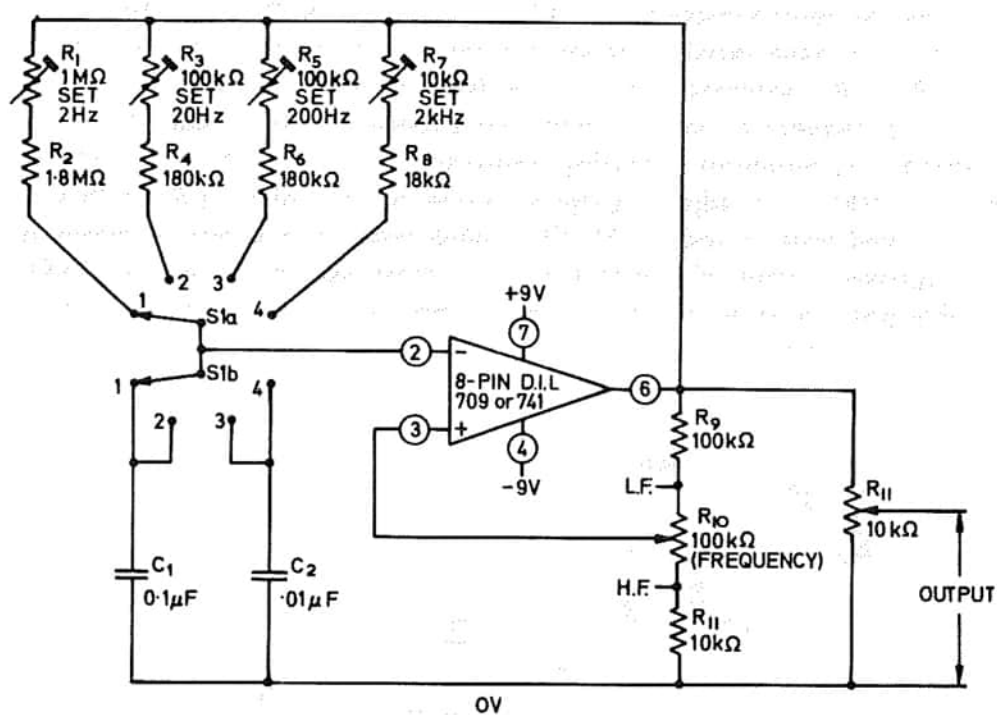 R1
1MΩ
SET
2Hz
R3
100kΩ
SET
20Hz
R5
100kΩ
SET
200Hz
R7
10kΩ
SET
2kHz
R2
1·8MΩ
R4
180kΩ
R6
180kΩ
R8
18kΩ
2
3
1
S1a
4
S1b
1
4
2
3
+9V
7
2
−
8-PIN D.I.L
709 or 741
6
3
+
4
−9V
R9
100kΩ
L.F.
R10
100kΩ
(FREQUENCY)
H.F.
R11
10kΩ
R11
10kΩ
OUTPUT
C1
0·1µF
C2
·01µF
0V